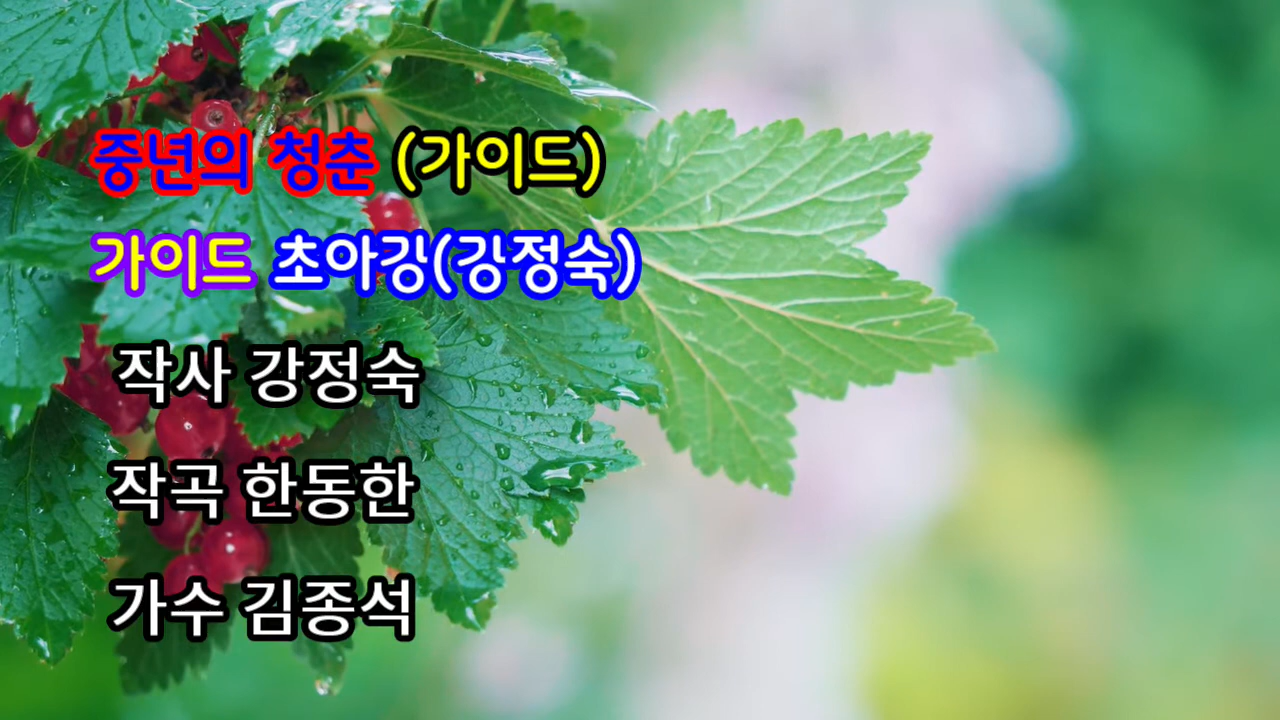 중년의 청춘 (가이드)
가이드 초아강(강정숙)
작사 강정숙
작곡 한동한
가수 김종석